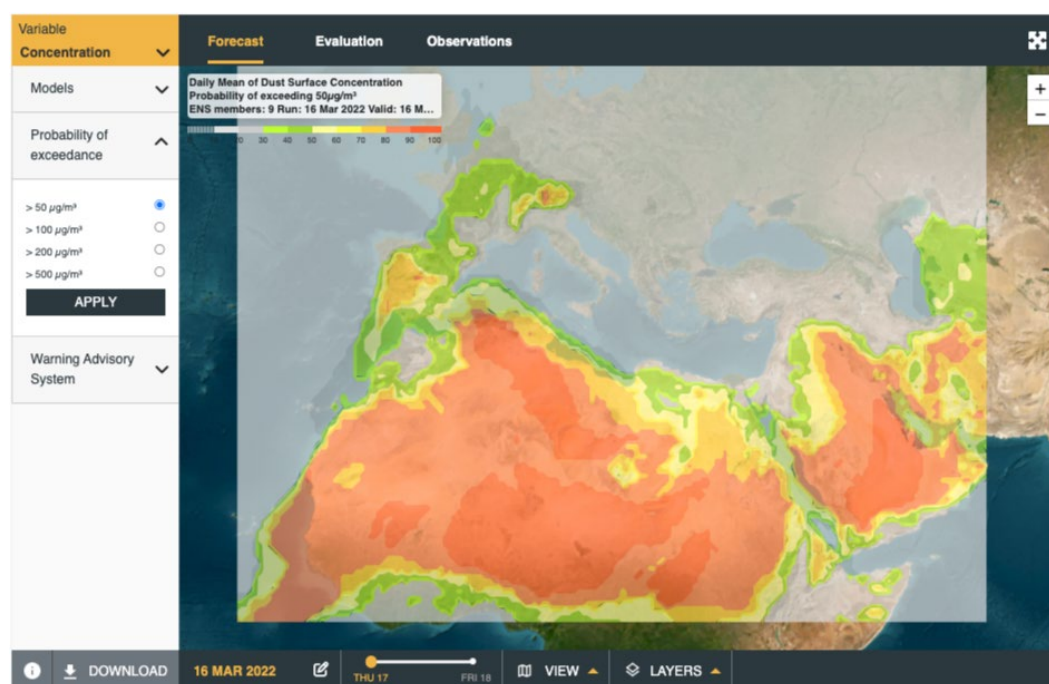 Variable
Concentration
Forecast
Evaluation
Observations
Models
Probability of
exceedance
> 50 µg/m³
> 100 µg/m³
> 200 µg/m³
> 500 µg/m³
APPLY
Warning Advisory
System
Daily Mean of Dust Surface Concentration
Probability of exceeding 50µg/m³
ENS members: 9 Run: 16 Mar 2022 Valid: 16 M...
20 30 40 50 60 70 80 90 100
+
−
i
DOWNLOAD
16 MAR 2022
THU 17
FRI 18
VIEW
LAYERS